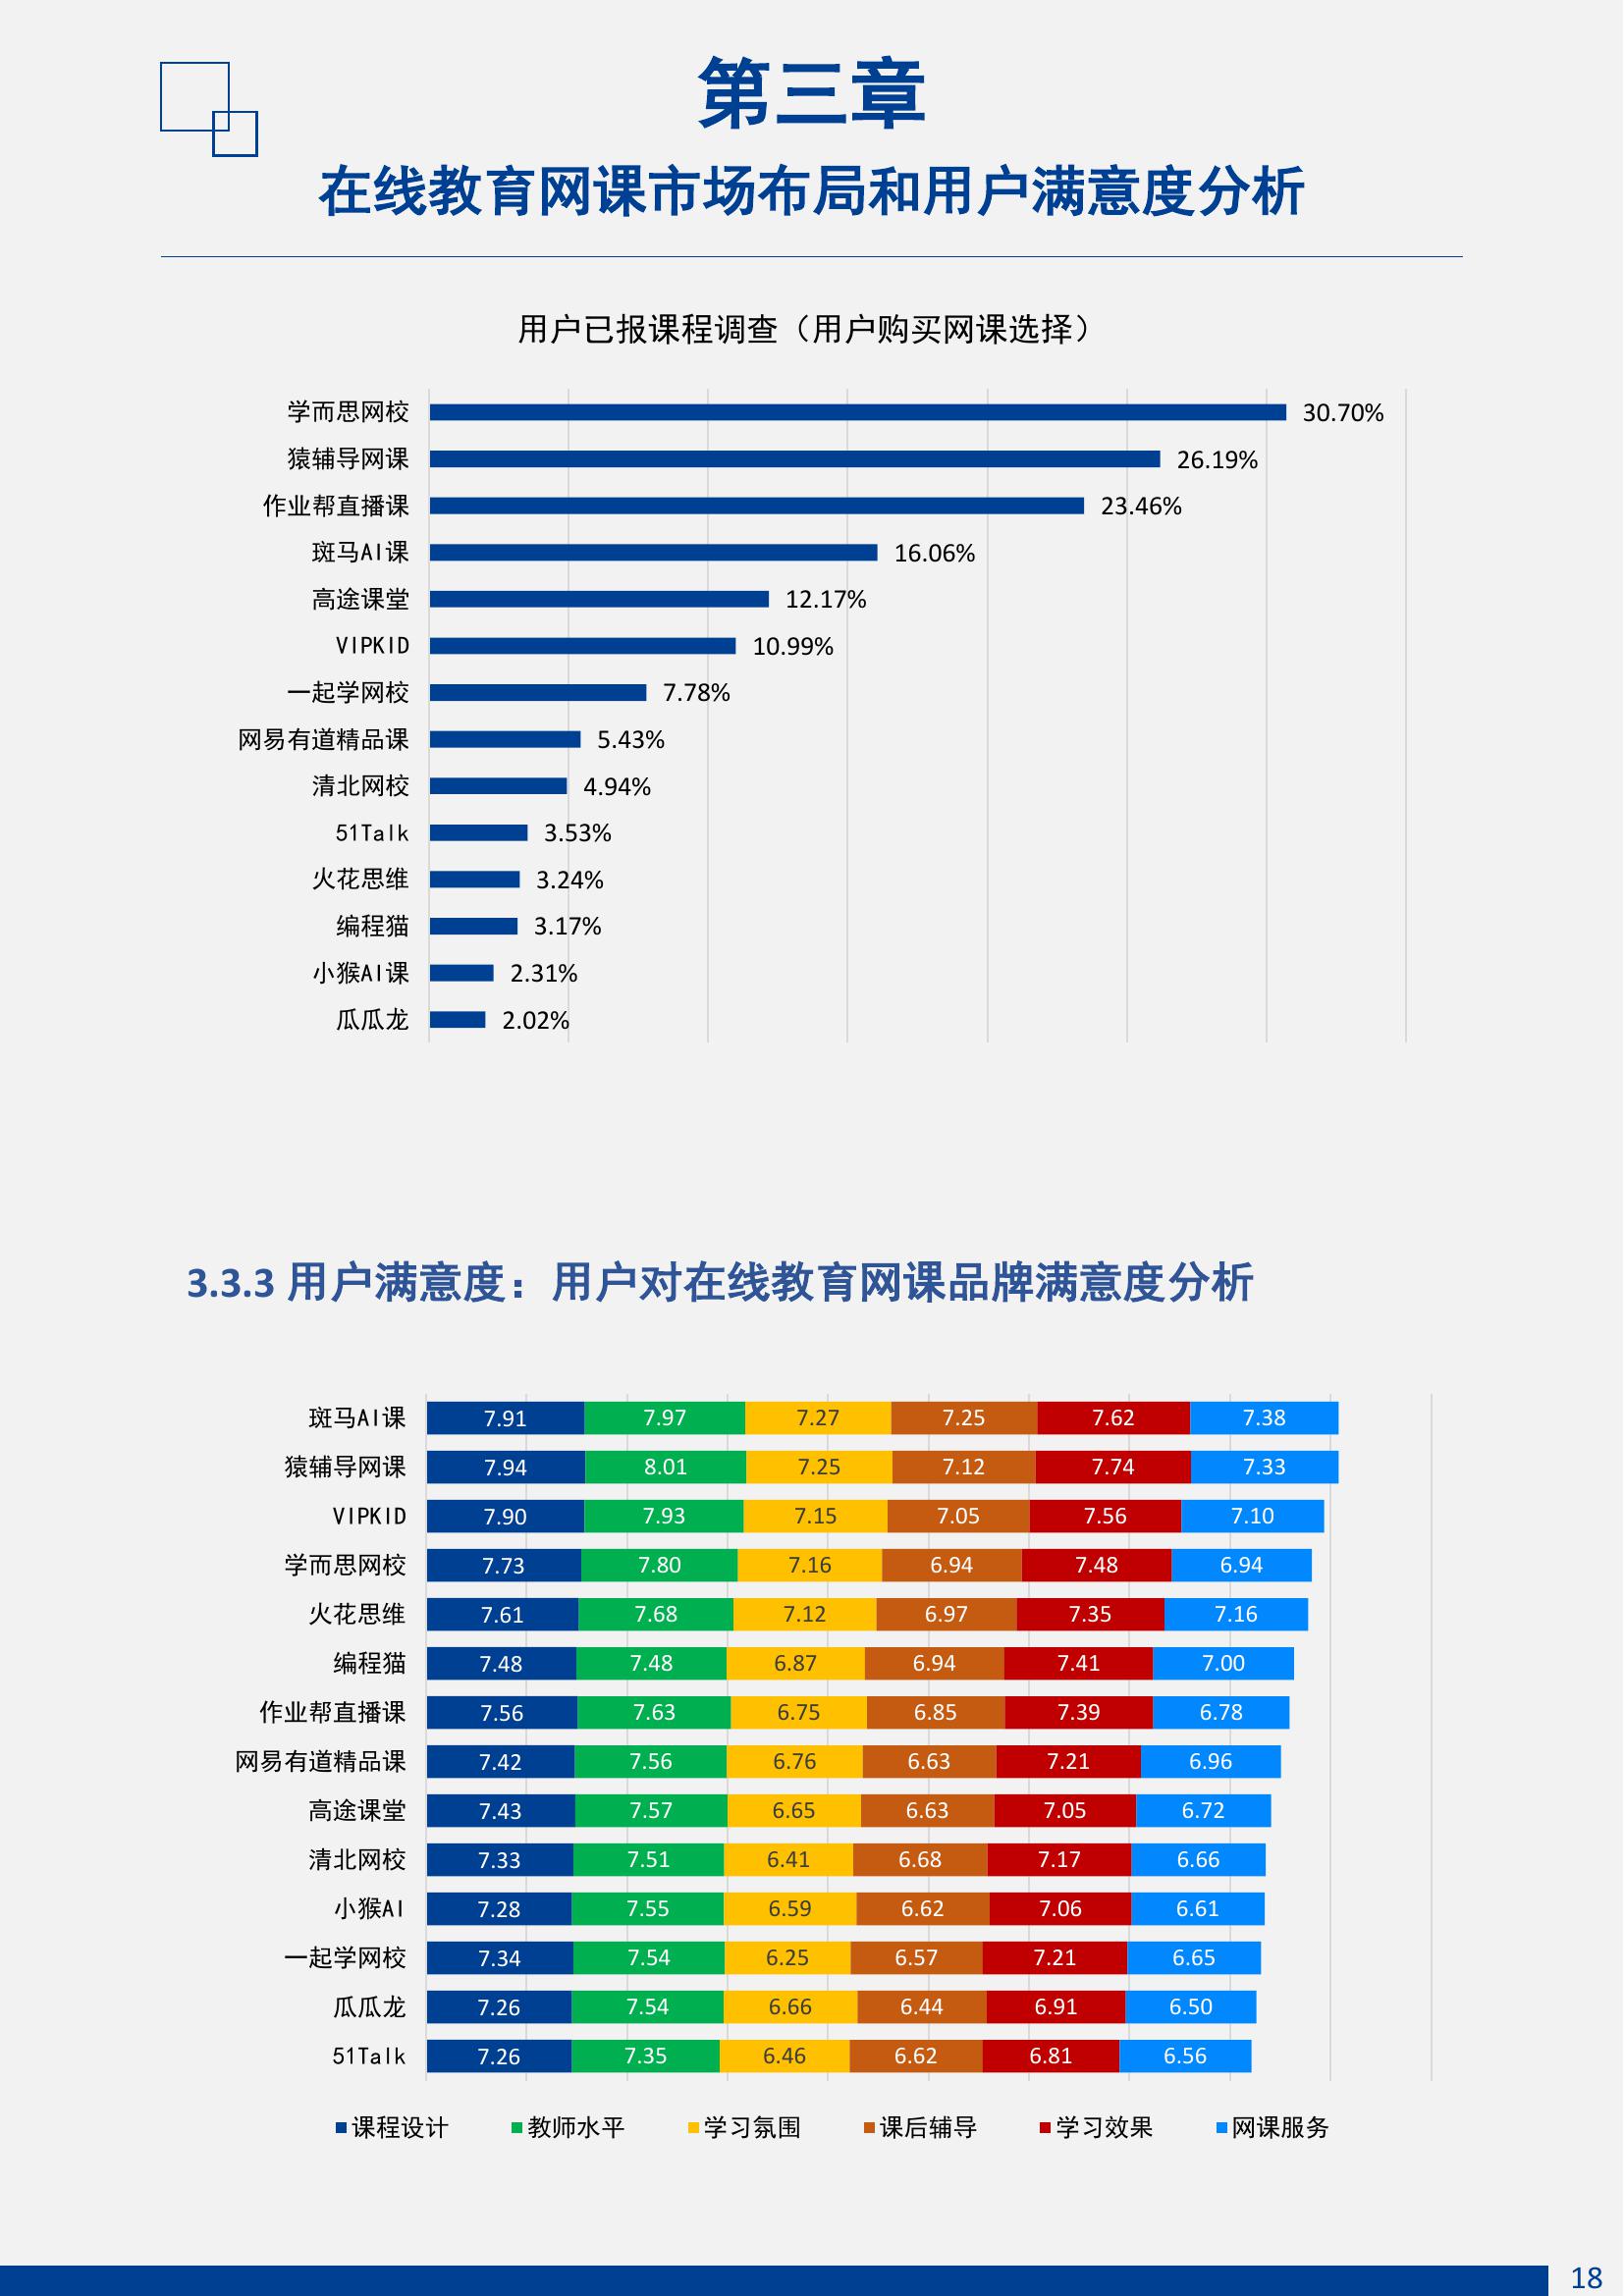 第三章
在线教育网课市场布局和用户满意度分析
用户已报课程调查（用户购买网课选择）
学而思网校 30.70%
猿辅导网课 26.19%
作业帮直播课 23.46%
斑马AI课 16.06%
高途课堂 12.17%
VIPKID 10.99%
一起学网校 7.78%
网易有道精品课 5.43%
清北网校 4.94%
51Talk 3.53%
火花思维 3.24%
编程猫 3.17%
小猴AI课 2.31%
瓜瓜龙 2.02%
3.3.3 用户满意度：用户对在线教育网课品牌满意度分析
斑马AI课 7.91 7.97 7.27 7.25 7.62 7.38
猿辅导网课 7.94 8.01 7.25 7.12 7.74 7.33
VIPKID 7.90 7.93 7.15 7.05 7.56 7.10
学而思网校 7.73 7.80 7.16 6.94 7.48 6.94
火花思维 7.61 7.68 7.12 6.97 7.35 7.16
编程猫 7.48 7.48 6.87 6.94 7.41 7.00
作业帮直播课 7.56 7.63 6.75 6.85 7.39 6.78
网易有道精品课 7.42 7.56 6.76 6.63 7.21 6.96
高途课堂 7.43 7.57 6.65 6.63 7.05 6.72
清北网校 7.33 7.51 6.41 6.68 7.17 6.66
小猴AI 7.28 7.55 6.59 6.62 7.06 6.61
一起学网校 7.34 7.54 6.25 6.57 7.21 6.65
瓜瓜龙 7.26 7.54 6.66 6.44 6.91 6.50
51Talk 7.26 7.35 6.46 6.62 6.81 6.56
课程设计 教师水平 学习氛围 课后辅导 学习效果 网课服务
18